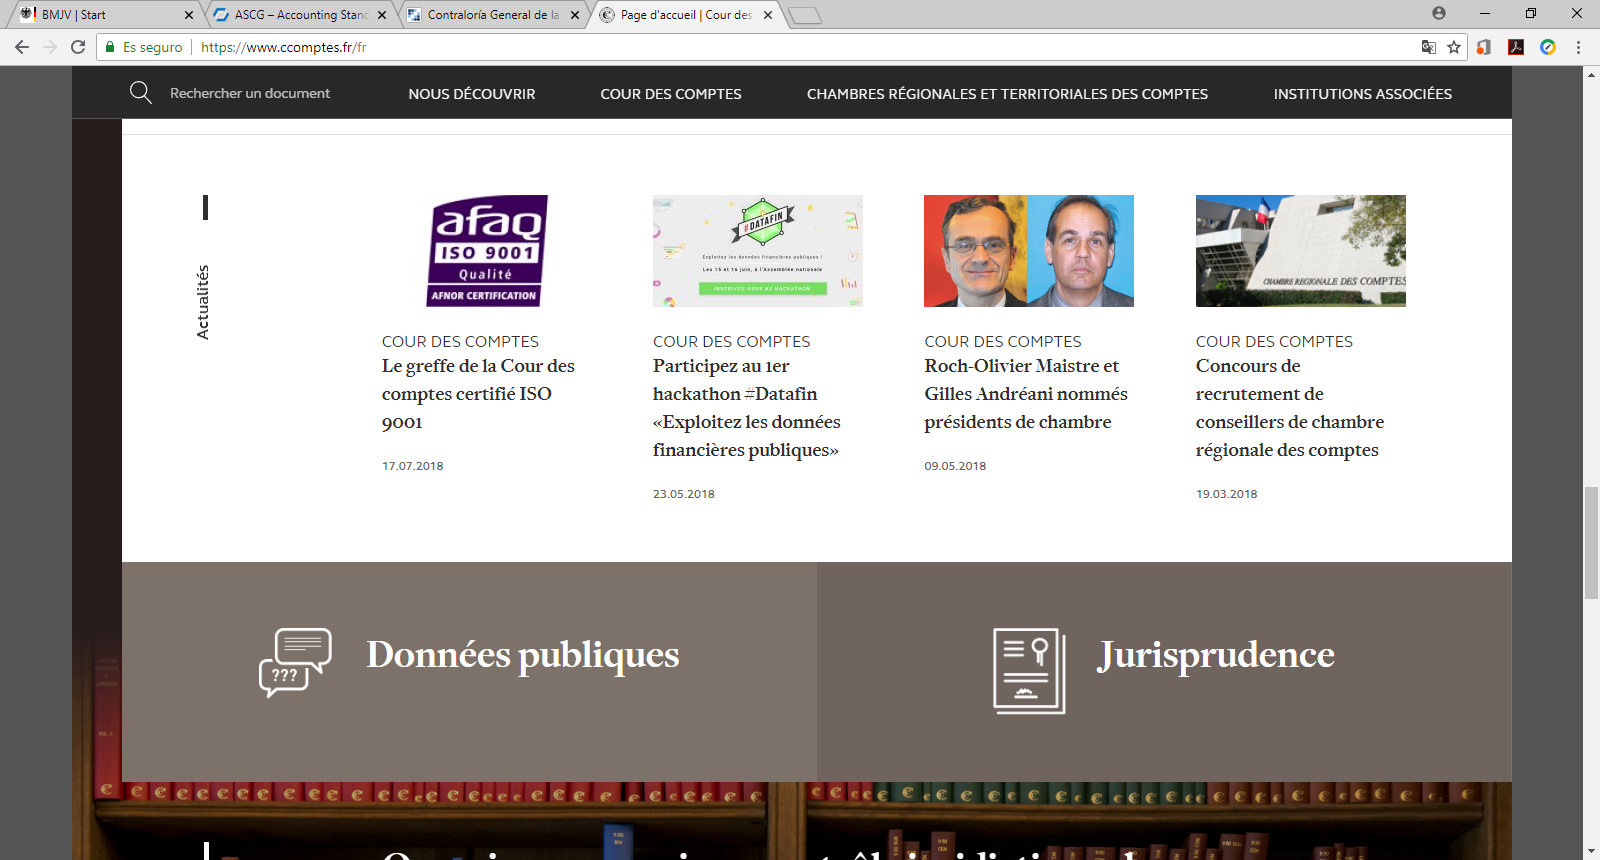 BMJV | Start
ASCG – Accounting Stand
Contraloría General de la
Page d'accueil | Cour des
Es seguro
https://www.ccomptes.fr/fr
Rechercher un document
NOUS DÉCOUVRIR
COUR DES COMPTES
CHAMBRES RÉGIONALES ET TERRITORIALES DES COMPTES
INSTITUTIONS ASSOCIÉES
Actualités
afaq
ISO 9001
Qualité
AFNOR CERTIFICATION
COUR DES COMPTES
Le greffe de la Cour des
comptes certifié ISO
9001
17.07.2018
#DATAFIN
Exploitez les données financières publiques !
Les 15 et 16 juin, à l'Assemblée nationale
INSCRIVEZ-VOUS AU HACKATHON
COUR DES COMPTES
Participez au 1er
hackathon #Datafin
«Exploitez les données
financières publiques»
23.05.2018
COUR DES COMPTES
Roch-Olivier Maistre et
Gilles Andréani nommés
présidents de chambre
09.05.2018
CHAMBRE REGIONALE DES COMPTES
COUR DES COMPTES
Concours de
recrutement de
conseillers de chambre
régionale des comptes
19.03.2018
???
Données publiques
Jurisprudence